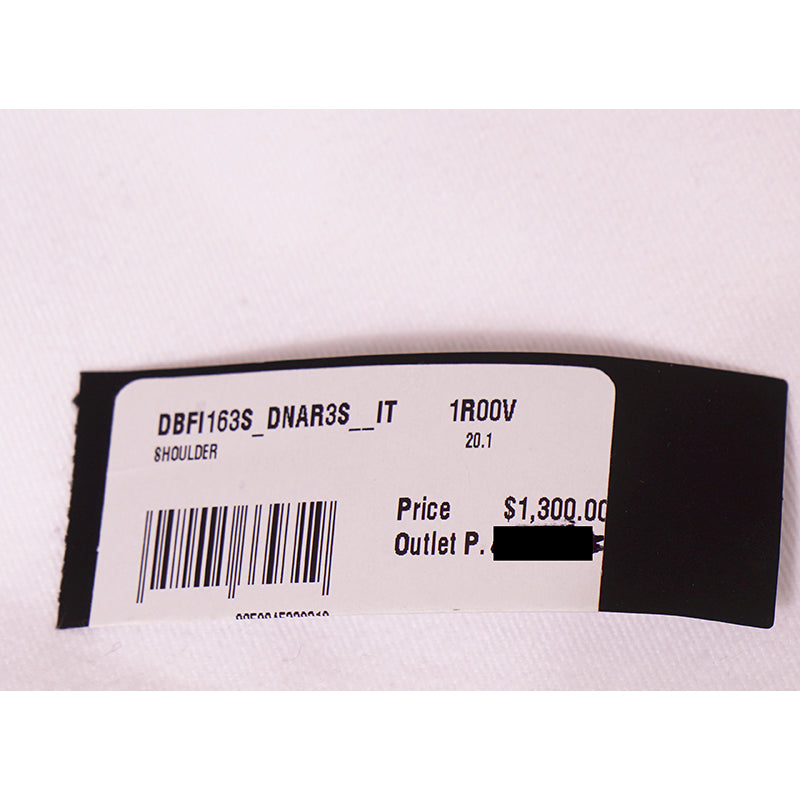 DBFI163S_DNAR3S__IT 1R00V
SHOULDER 20.1
Price $1,300.00
Outlet P.